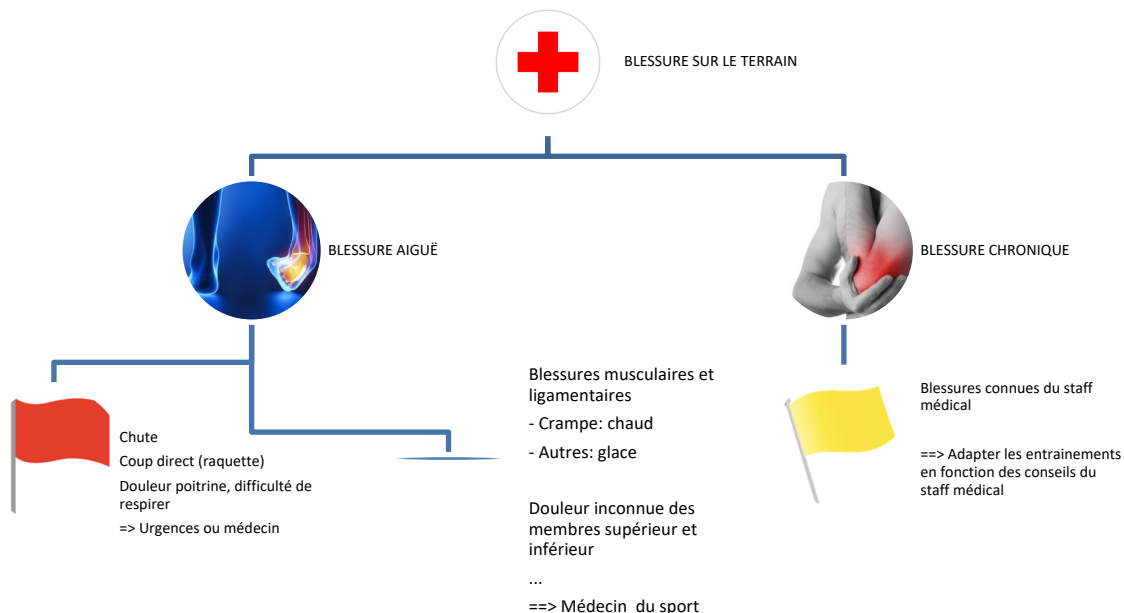 BLESSURE SUR LE TERRAIN
BLESSURE AIGUË
BLESSURE CHRONIQUE
Chute
Coup direct (raquette)
Douleur poitrine, difficulté de
respirer
=> Urgences ou médecin
Blessures musculaires et
ligamentaires
- Crampe: chaud
- Autres: glace
Douleur inconnue des
membres supérieur et
inférieur
...
==> Médecin du sport
Blessures connues du staff
médical
==> Adapter les entrainements
en fonction des conseils du
staff médical